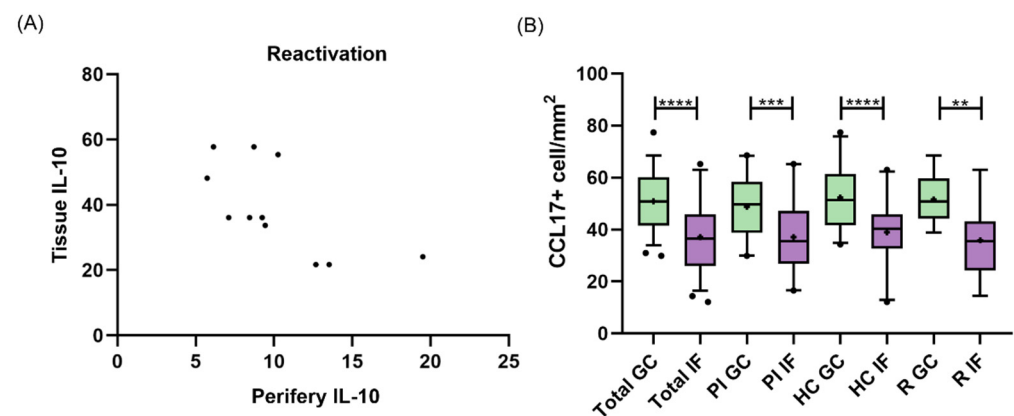 (A)
Reactivation
80
60
40
20
0
Tissue IL-10
0 5 10 15 20 25
Perifery IL-10
(B)
100
80
60
40
20
0
CCL17+ cell/mm²
**** *** **** **
Total GC Total IF PI GC PI IF HC GC HC IF R GC R IF